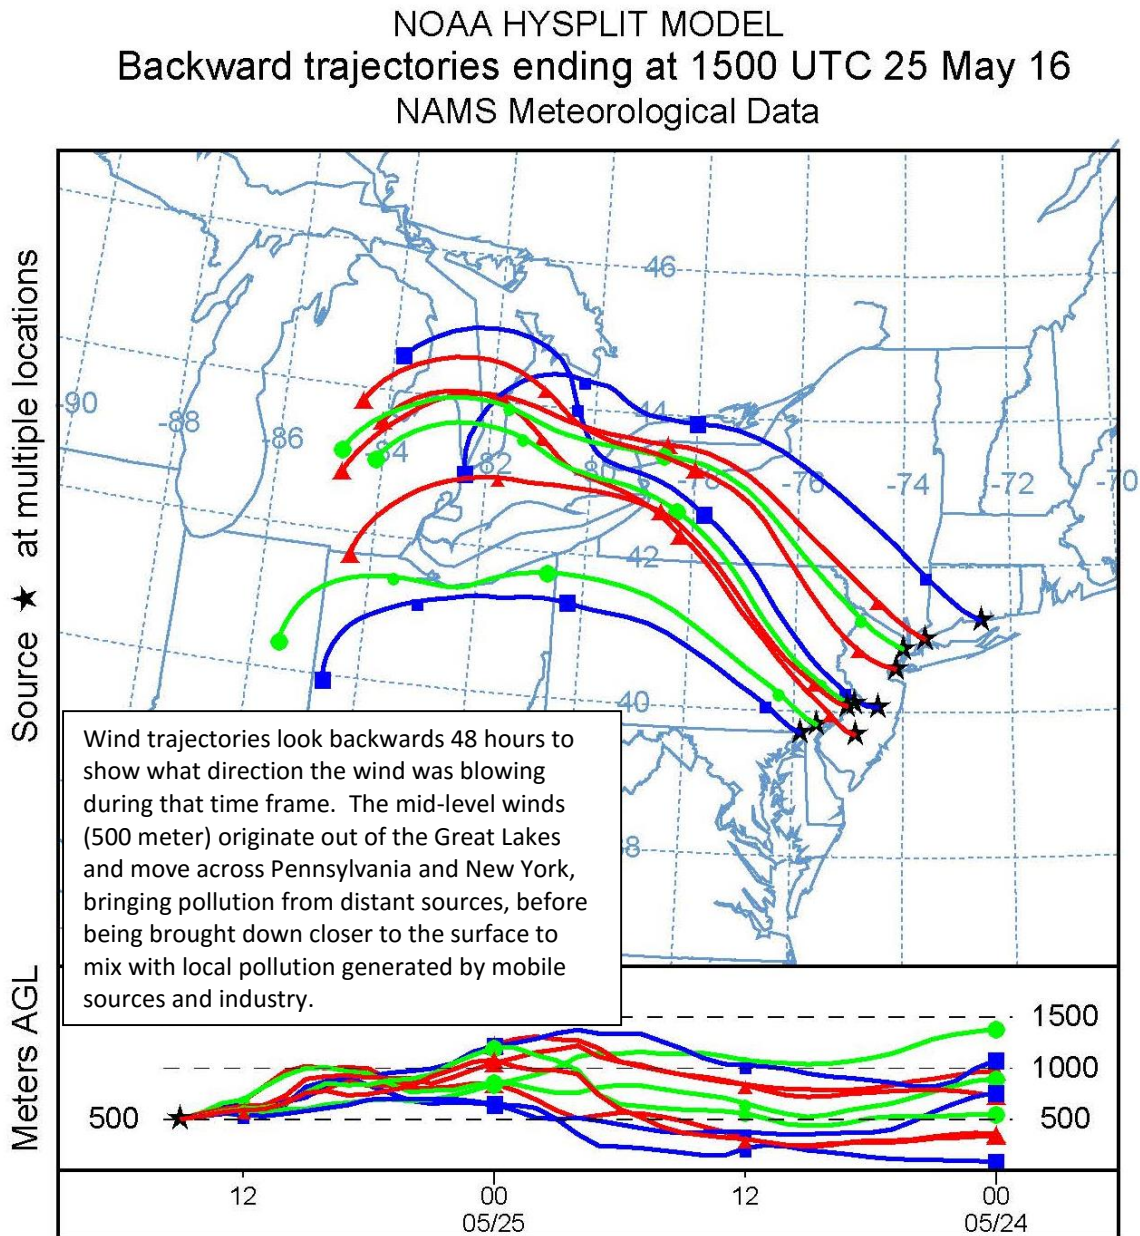 NOAA HYSPLIT MODEL
Backward trajectories ending at 1500 UTC 25 May 16
NAMS Meteorological Data
Source ★ at multiple locations
46
-90
-88
-86
-84
-82
-80
44
-78
-76
-74
-72
-70
42
40
Wind trajectories look backwards 48 hours to
show what direction the wind was blowing
during that time frame. The mid-level winds
(500 meter) originate out of the Great Lakes
and move across Pennsylvania and New York,
bringing pollution from distant sources, before
being brought down closer to the surface to
mix with local pollution generated by mobile
sources and industry.
8
Meters AGL
1500
1000
500
500
12
00
12
00
05/25
05/24